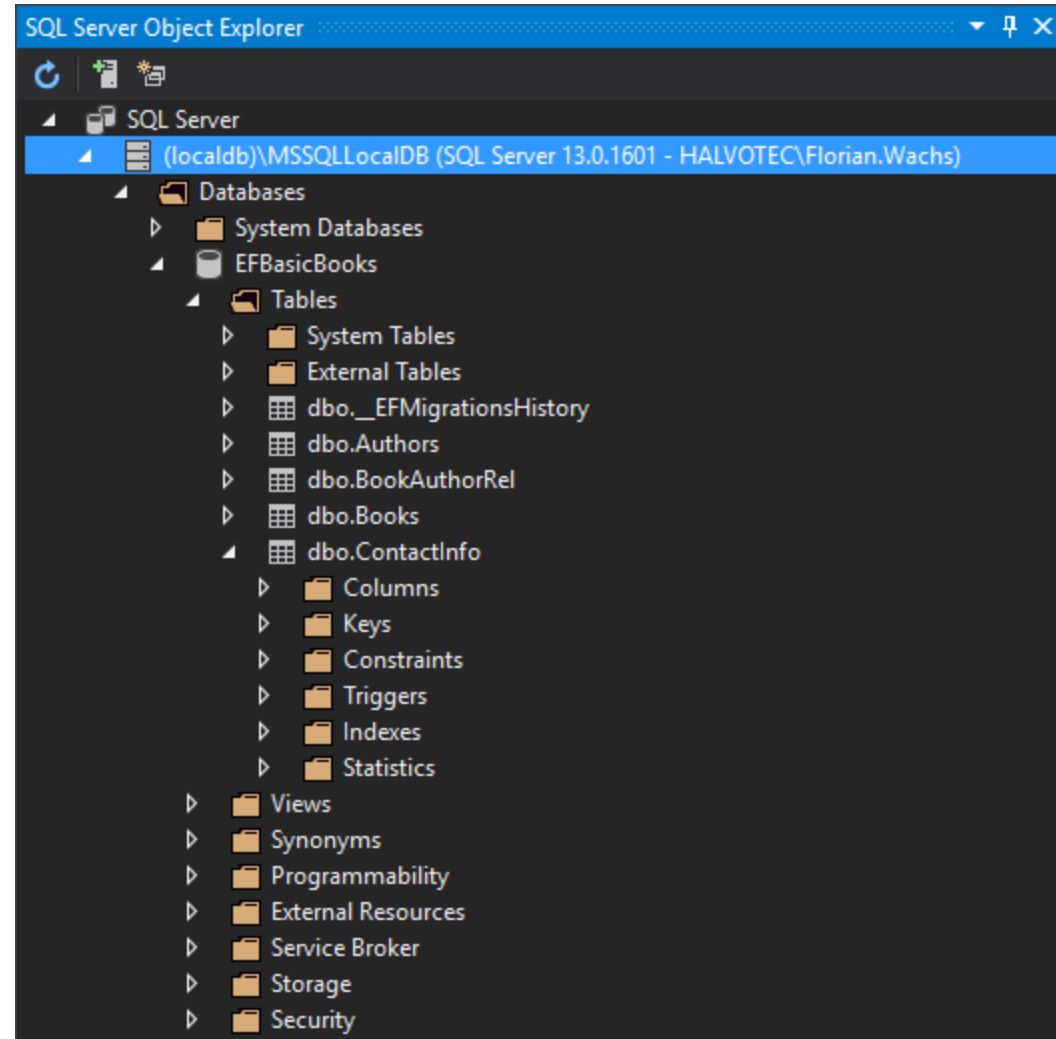 SQL Server Object Explorer
SQL Server
(localdb)\MSSQLLocalDB (SQL Server 13.0.1601 - HALVOTEC\Florian.Wachs)
Databases
System Databases
EFBasicBooks
Tables
System Tables
External Tables
dbo.__EFMigrationsHistory
dbo.Authors
dbo.BookAuthorRel
dbo.Books
dbo.ContactInfo
Columns
Keys
Constraints
Triggers
Indexes
Statistics
Views
Synonyms
Programmability
External Resources
Service Broker
Storage
Security